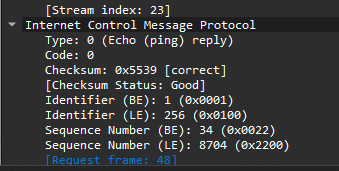 [Stream index: 23]
Internet Control Message Protocol
Type: 0 (Echo (ping) reply)
Code: 0
Checksum: 0x5539 [correct]
[Checksum Status: Good]
Identifier (BE): 1 (0x0001)
Identifier (LE): 256 (0x0100)
Sequence Number (BE): 34 (0x0022)
Sequence Number (LE): 8704 (0x2200)
[Request frame: 48]